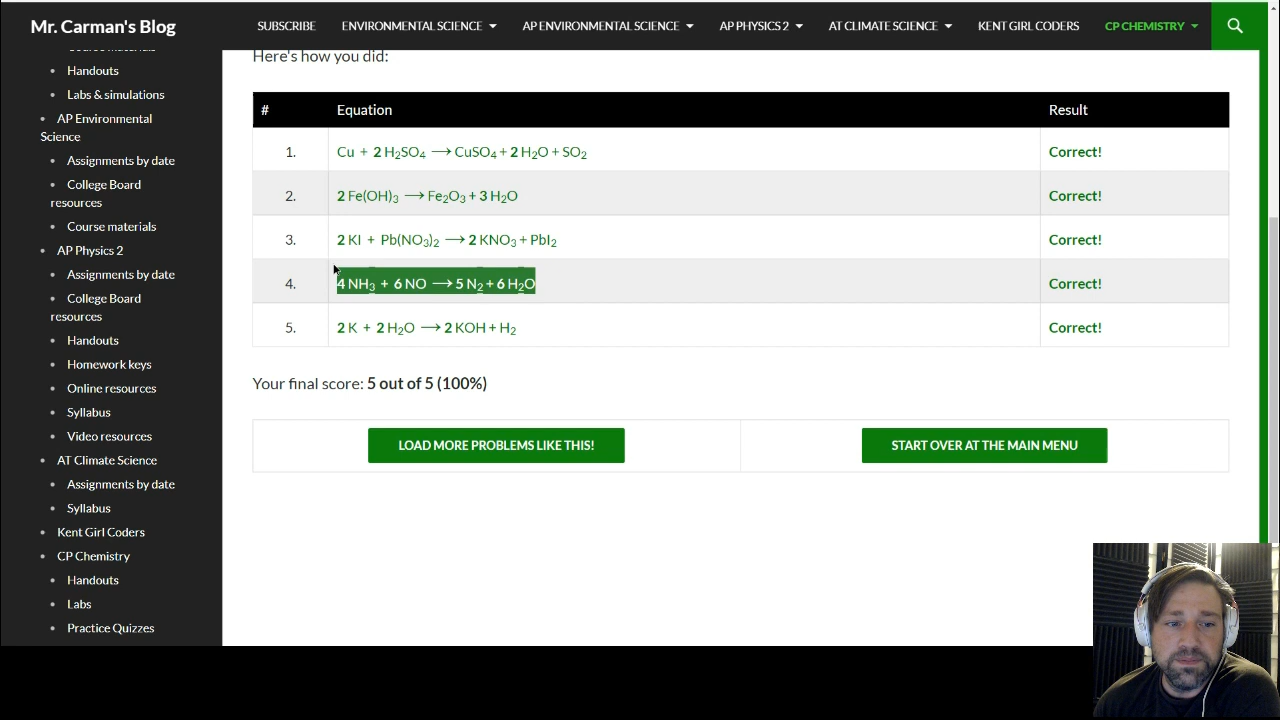 Mr. Carman's Blog
SUBSCRIBE
ENVIRONMENTAL SCIENCE
AP ENVIRONMENTAL SCIENCE
AP PHYSICS 2
AT CLIMATE SCIENCE
KENT GIRL CODERS
CP CHEMISTRY
Course materials
Handouts
Labs & simulations
AP Environmental
Science
Assignments by date
College Board
resources
Course materials
AP Physics 2
Assignments by date
College Board
resources
Handouts
Homework keys
Online resources
Syllabus
Video resources
AT Climate Science
Assignments by date
Syllabus
Kent Girl Coders
CP Chemistry
Handouts
Labs
Practice Quizzes
Here's how you did:
# Equation Result
1. Cu + 2 H₂SO₄ ⟶ CuSO₄ + 2 H₂O + SO₂ Correct!
2. 2 Fe(OH)₃ ⟶ Fe₂O₃ + 3 H₂O Correct!
3. 2 KI + Pb(NO₃)₂ ⟶ 2 KNO₃ + PbI₂ Correct!
4. 4 NH₃ + 6 NO ⟶ 5 N₂ + 6 H₂O Correct!
5. 2 K + 2 H₂O ⟶ 2 KOH + H₂ Correct!
Your final score: 5 out of 5 (100%)
LOAD MORE PROBLEMS LIKE THIS!
START OVER AT THE MAIN MENU